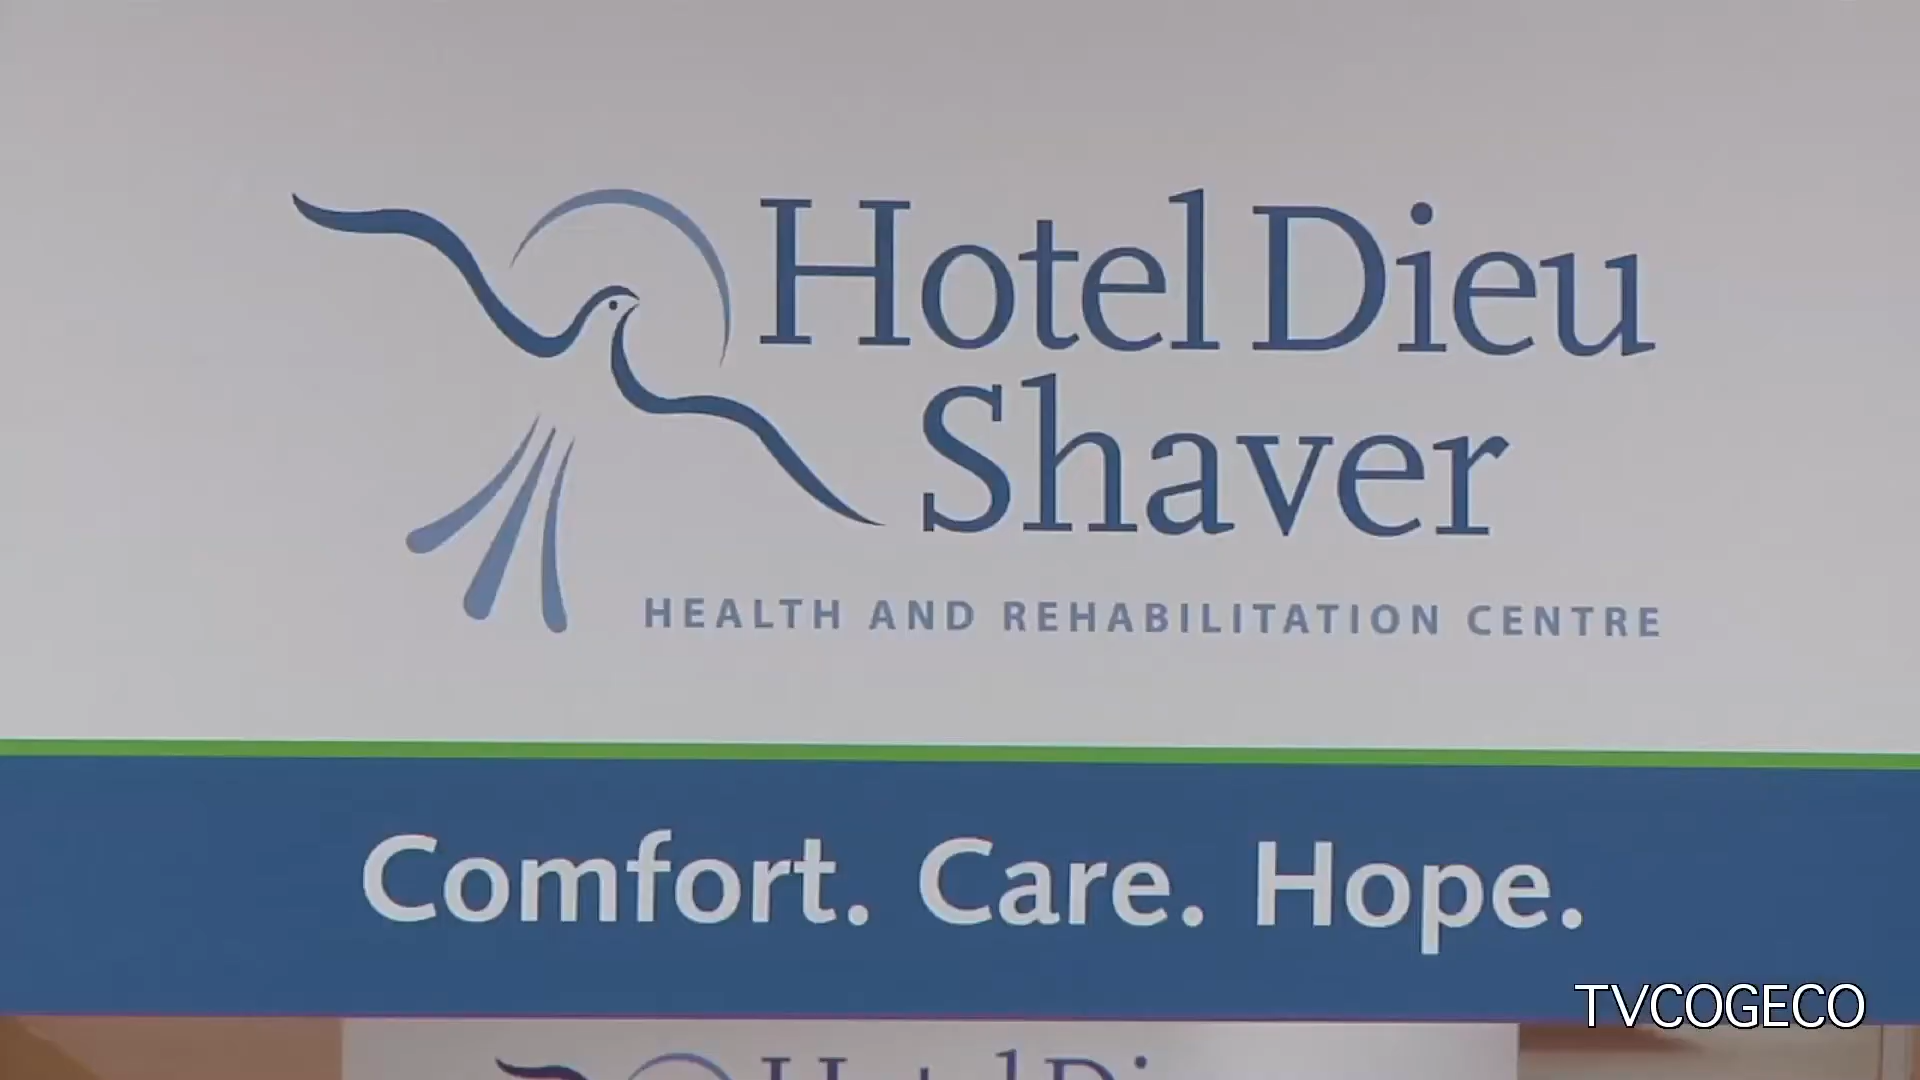 Hotel Dieu
Shaver
HEALTH AND REHABILITATION CENTRE
Comfort. Care. Hope.
TVCOGECO